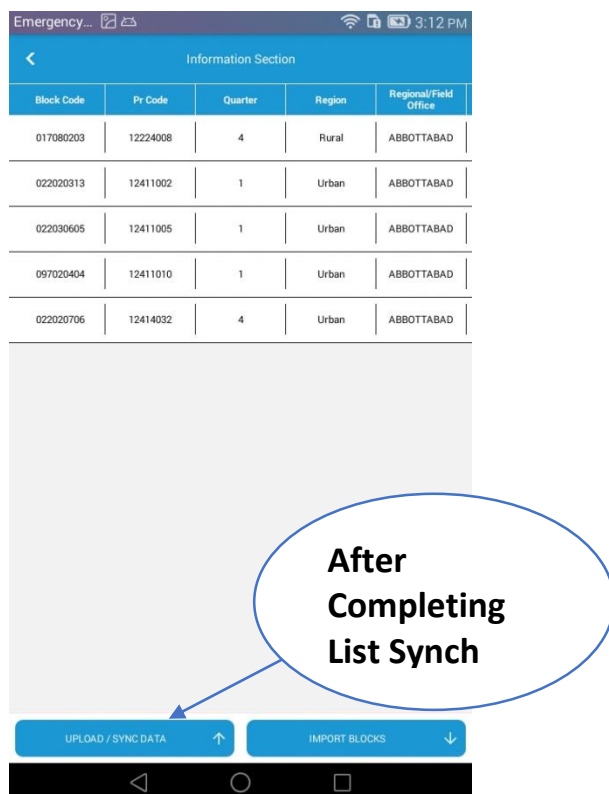 Emergency... 3:12 PM
Information Section
Block Code Pr Code Quarter Region Regional/Field Office
017080203 12224008 4 Rural ABBOTTABAD
022020313 12411002 1 Urban ABBOTTABAD
022030605 12411005 1 Urban ABBOTTABAD
097020404 12411010 1 Urban ABBOTTABAD
022020706 12414032 4 Urban ABBOTTABAD
After
Completing
List Synch
UPLOAD / SYNC DATA IMPORT BLOCKS